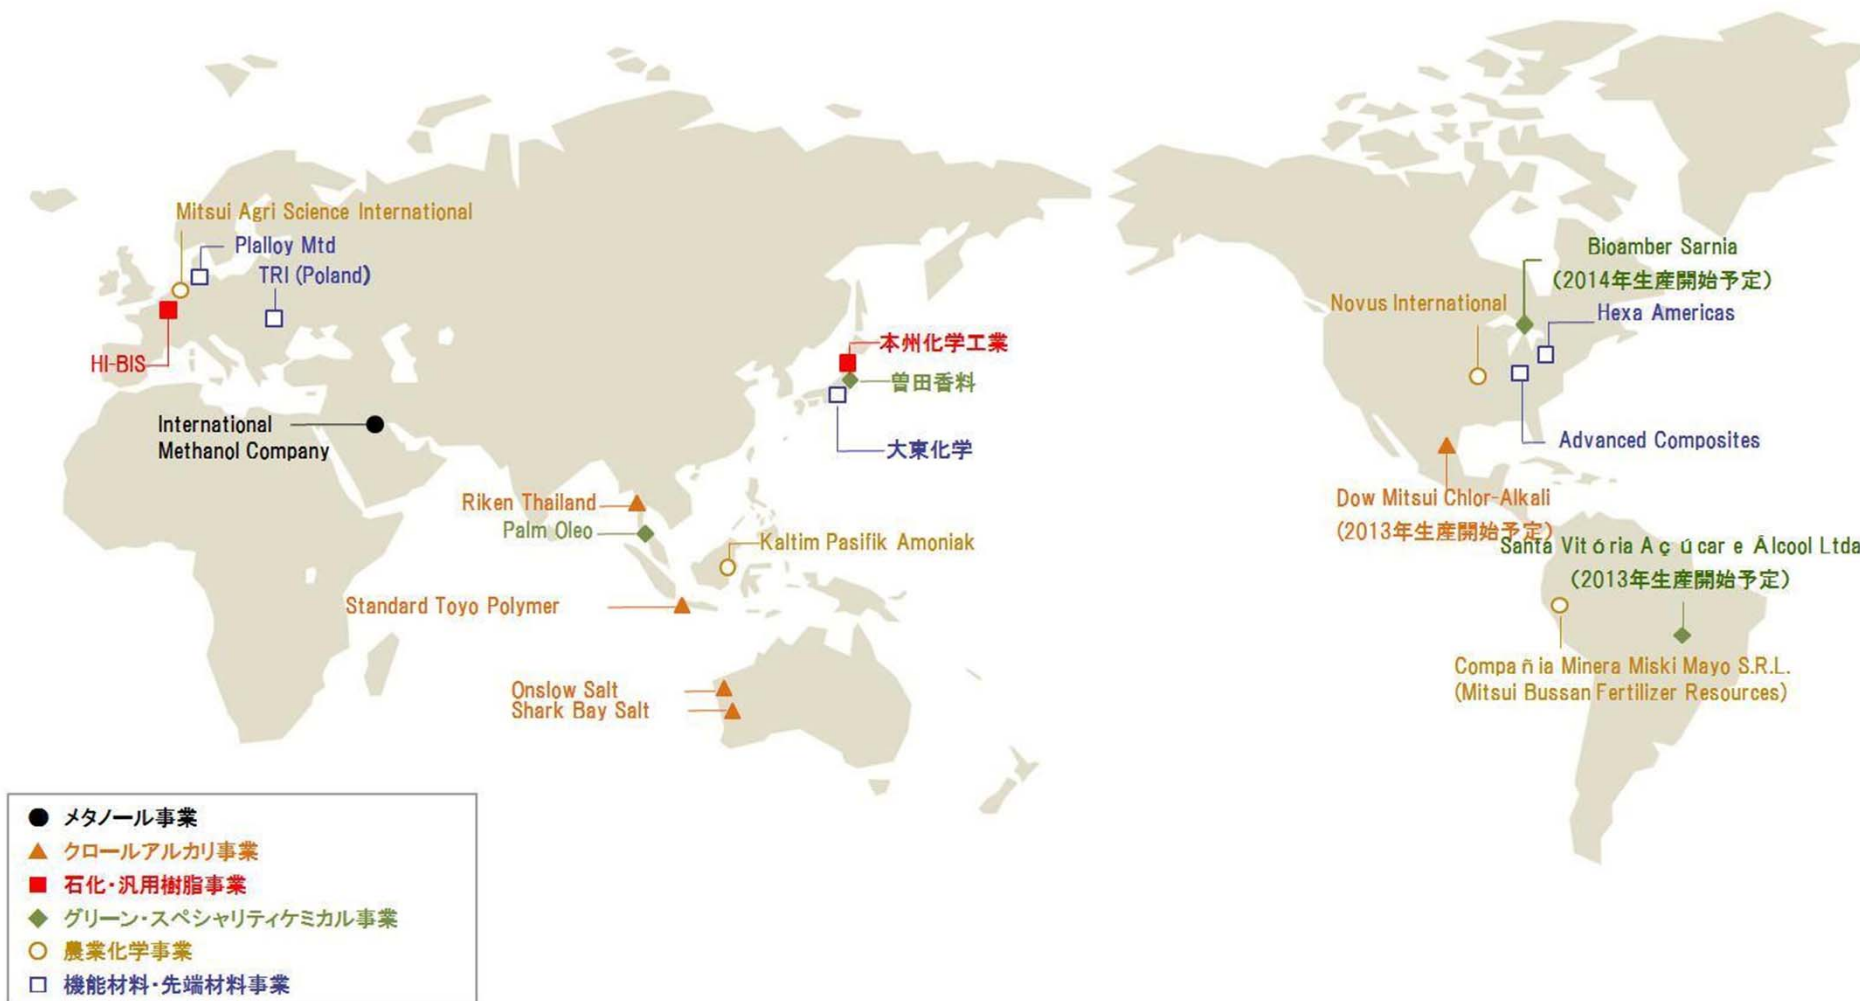 Mitsui Agri Science International
Plalloy Mtd
TRI (Poland)
HI-BIS
International
Methanol Company
本州化学工業
曽田香料
大東化学
Riken Thailand
Palm Oleo
Kaltim Pasifik Amoniak
Standard Toyo Polymer
Onslow Salt
Shark Bay Salt
Bioamber Sarnia
(2014年生産開始予定)
Novus International
Hexa Americas
Advanced Composites
Dow Mitsui Chlor-Alkali
(2013年生産開始予定)
Santa Vitória Açúcar e Álcool Ltda
(2013年生産開始予定)
Compañia Minera Miski Mayo S.R.L.
(Mitsui Bussan Fertilizer Resources)
メタノール事業
クロールアルカリ事業
石化・汎用樹脂事業
グリーン・スペシャリティケミカル事業
農業化学事業
機能材料・先端材料事業